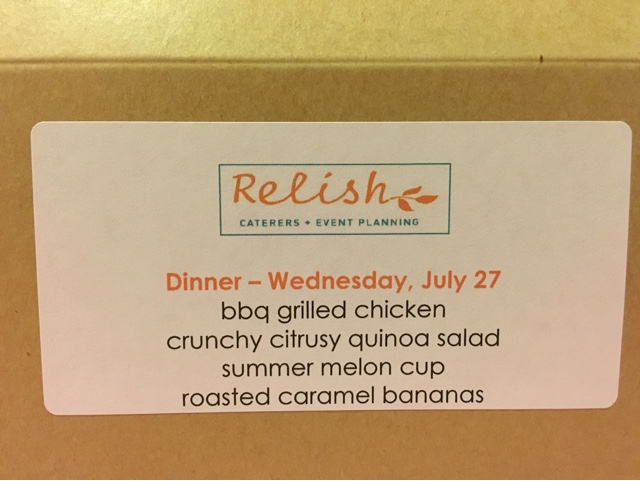 Relish
CATERERS + EVENT PLANNING
Dinner – Wednesday, July 27
bbq grilled chicken
crunchy citrusy quinoa salad
summer melon cup
roasted caramel bananas